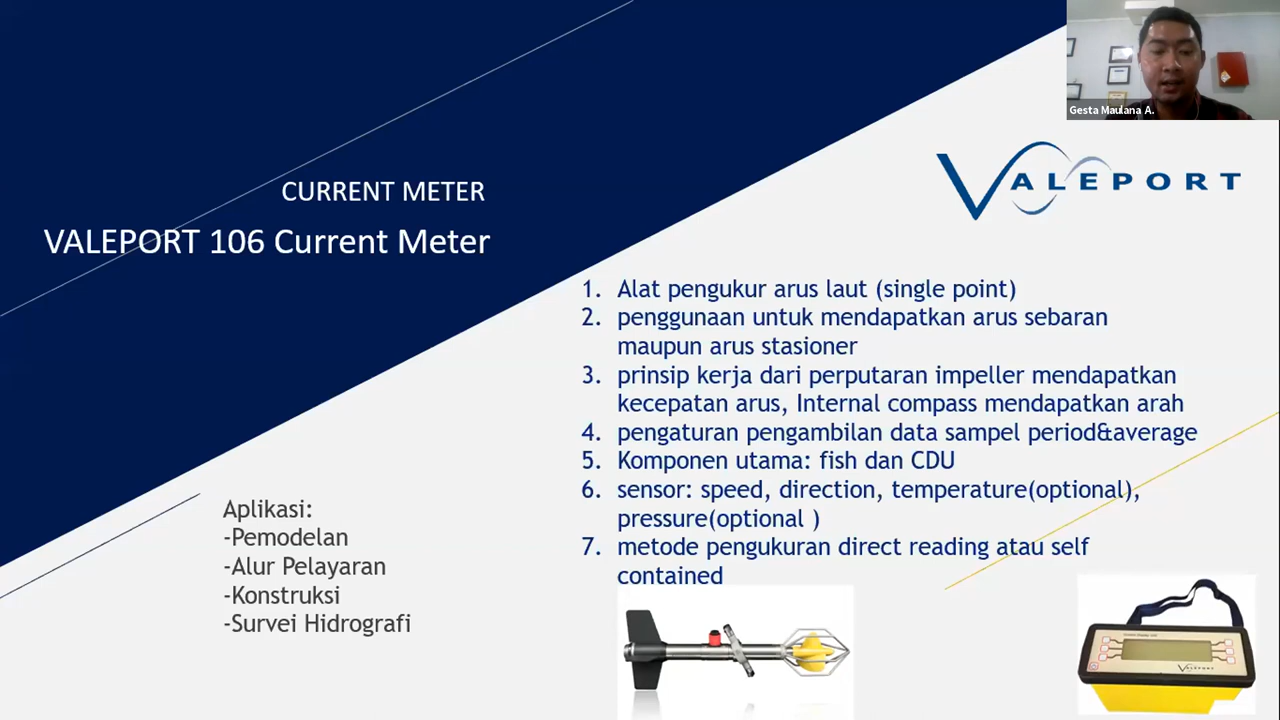 Gesta Maulana A.
VALEPORT
CURRENT METER
VALEPORT 106 Current Meter
1. Alat pengukur arus laut (single point)
2. penggunaan untuk mendapatkan arus sebaran
maupun arus stasioner
3. prinsip kerja dari perputaran impeller mendapatkan
kecepatan arus, Internal compass mendapatkan arah
4. pengaturan pengambilan data sampel period&average
5. Komponen utama: fish dan CDU
6. sensor: speed, direction, temperature(optional),
pressure(optional )
7. metode pengukuran direct reading atau self
contained
Aplikasi:
-Pemodelan
-Alur Pelayaran
-Konstruksi
-Survei Hidrografi
VALEPORT